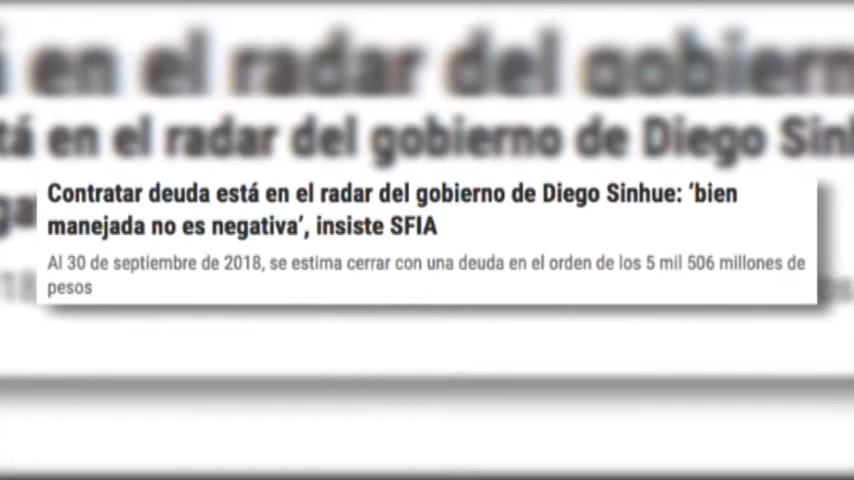 en el radar del gobiern
tá en el radar del gobierno de Diego Sinh
Contratar deuda está en el radar del gobierno de Diego Sinhue: ‘bien
manejada no es negativa’, insiste SFIA
Al 30 de septiembre de 2018, se estima cerrar con una deuda en el orden de los 5 mil 506 millones de
pesos